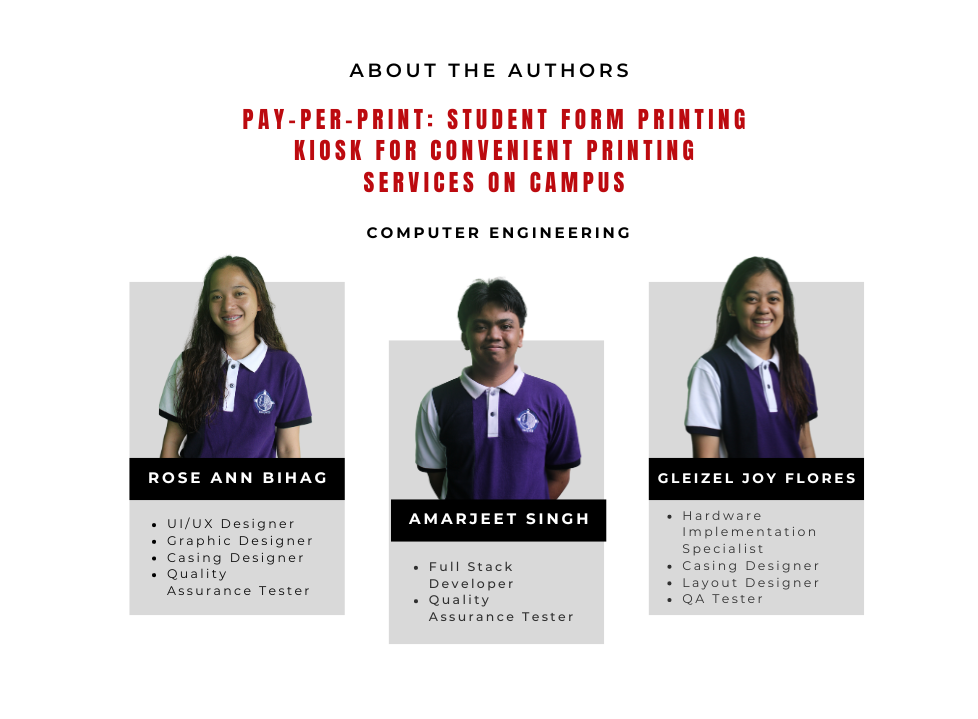 ABOUT THE AUTHORS
PAY-PER-PRINT: STUDENT FORM PRINTING
KIOSK FOR CONVENIENT PRINTING
SERVICES ON CAMPUS
COMPUTER ENGINEERING
ROSE ANN BIHAG
• UI/UX Designer
• Graphic Designer
• Casing Designer
• Quality
Assurance Tester
AMARJEET SINGH
• Full Stack
Developer
• Quality
Assurance Tester
GLEIZEL JOY FLORES
• Hardware
Implementation
Specialist
• Casing Designer
• Layout Designer
• QA Tester